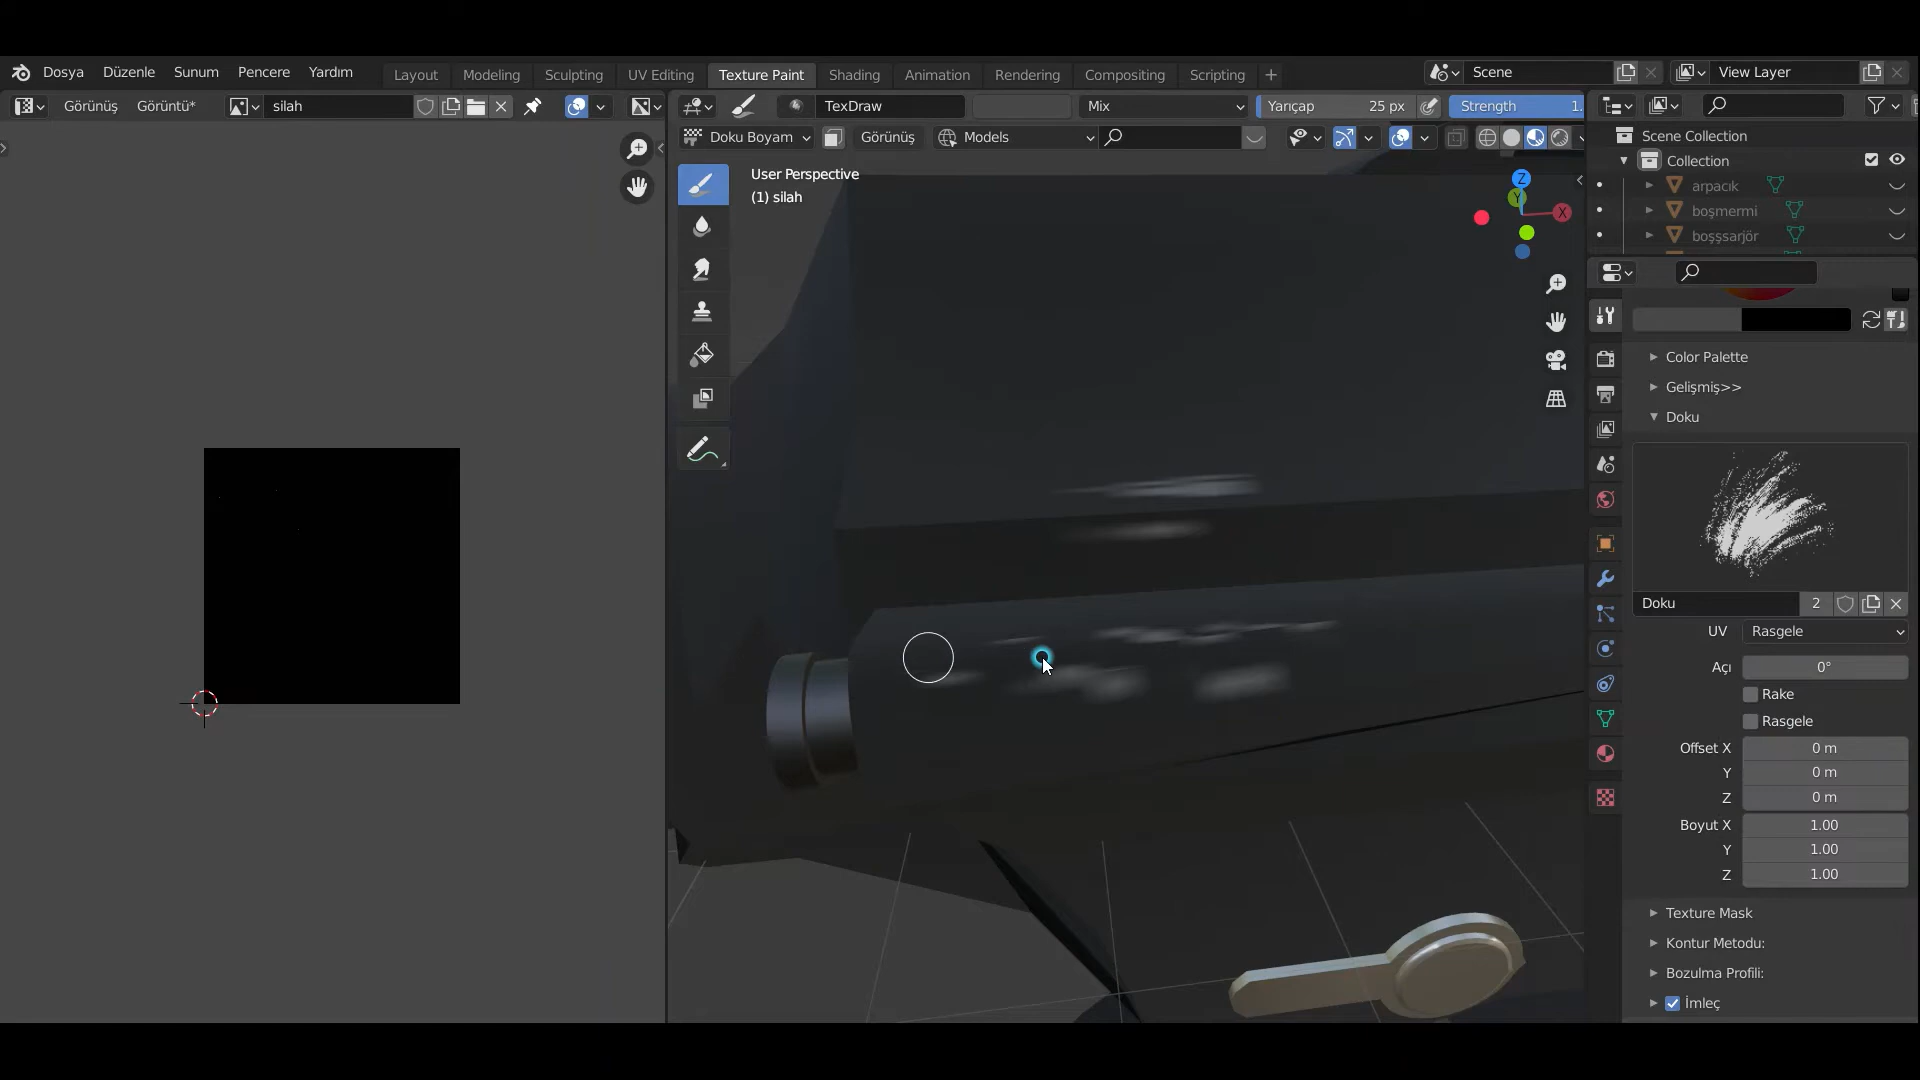 Dosya Düzenle Sunum Pencere Yardım Layout Modeling Sculpting UV Editing Texture Paint Shading Animation Rendering Compositing Scripting + Scene View Layer
Görünüş Görüntü* silah TexDraw Mix Yarıçap 25 px Strength 1.
Doku Boyam Görünüş Models
User Perspective
(1) silah
Z
Y
X
Scene Collection
Collection
arpacık
boşmermi
boşşsarjör
Color Palette
Gelişmiş>>
Doku
Doku 2
UV Rasgele
Açı 0°
Rake
Rasgele
Offset X 0 m
Y 0 m
Z 0 m
Boyut X 1.00
Y 1.00
Z 1.00
Texture Mask
Kontur Metodu:
Bozulma Profili:
İmleç